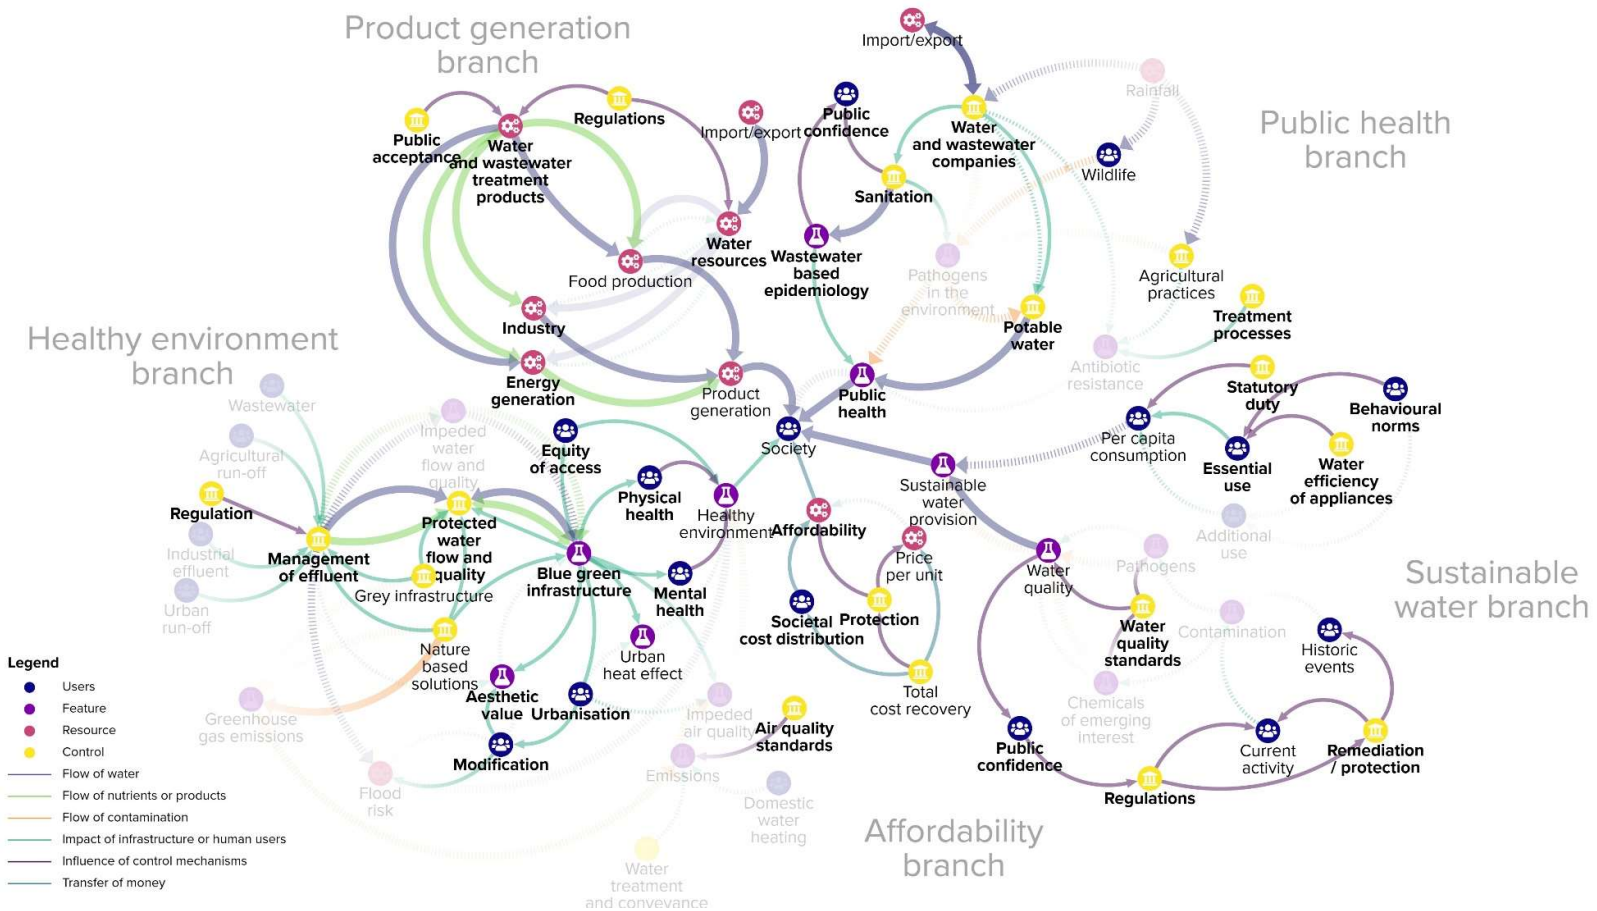 Product generation
branch
Import/export
Rainfall
Public health
branch
Public
acceptance
Water
and wastewater
treatment
products
Regulations
Import/export
Public
confidence
Water
and wastewater
companies
Wildlife
Sanitation
Water
resources
Food production
Wastewater
based
epidemiology
Pathogens
in the
environment
Agricultural
practices
Industry
Potable
water
Treatment
processes
Healthy environment
branch
Energy
generation
Product
generation
Public
health
Antibiotic
resistance
Statutory
duty
Behavioural
norms
Wastewater
Impeded
water
flow and
quality
Equity
of access
Society
Per capita
consumption
Essential
use
Water
efficiency
of appliances
Agricultural
run-off
Regulation
Physical
health
Sustainable
water
provision
Additional
use
Healthy
environment
Affordability
Protected
water
flow and
quality
Industrial
effluent
Management
of effluent
Grey infrastructure
Blue green
infrastructure
Mental
health
Price
per unit
Water
quality
Pathogens
Sustainable
water branch
Urban
run-off
Societal
cost distribution
Protection
Water
quality
standards
Contamination
Historic
events
Nature
based
solutions
Urban
heat effect
Total
cost recovery
Chemicals
of emerging
interest
Legend
Users
Feature
Resource
Control
Flow of water
Flow of nutrients or products
Flow of contamination
Impact of infrastructure or human users
Influence of control mechanisms
Transfer of money
Greenhouse
gas emissions
Aesthetic
value
Urbanisation
Impeded
air quality
Air quality
standards
Modification
Emissions
Public
confidence
Current
activity
Remediation
/ protection
Flood
risk
Domestic
water
heating
Regulations
Affordability
branch
Water
treatment
and conveyance